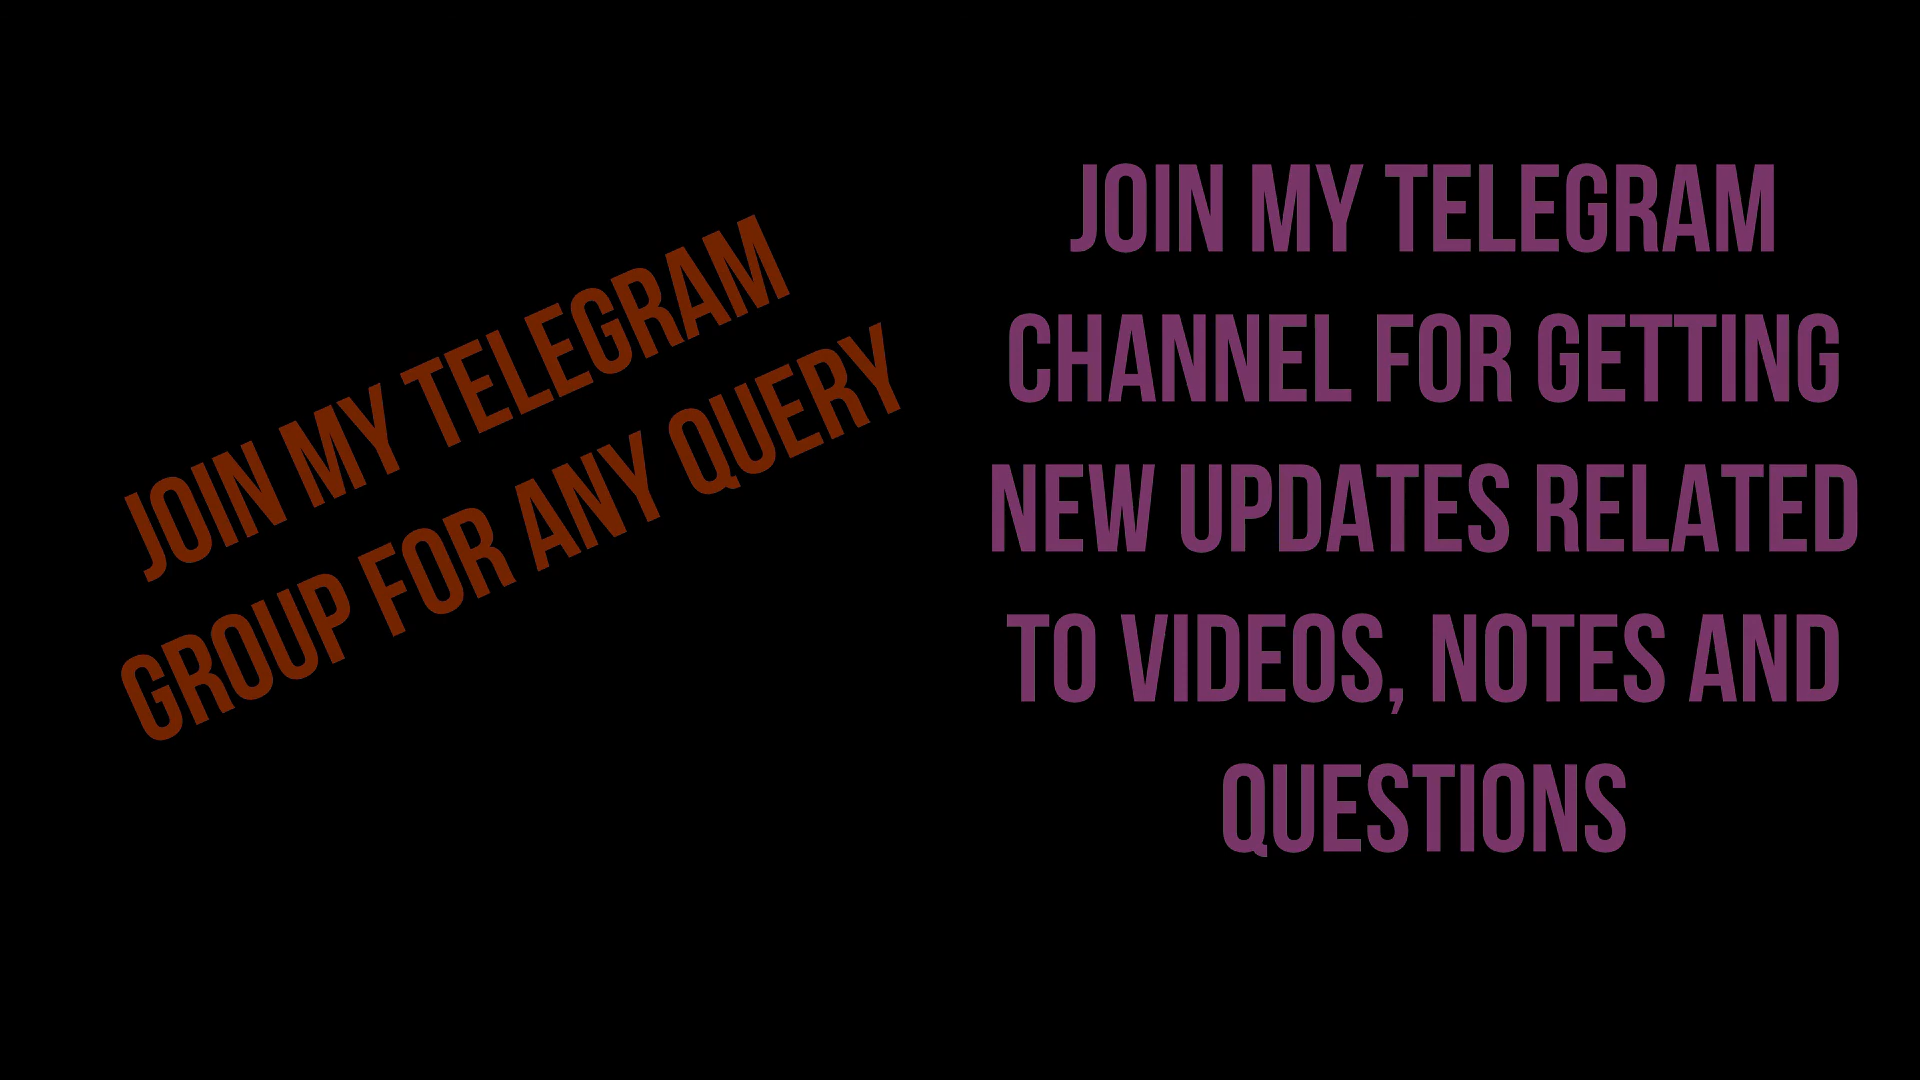 JOIN MY TELEGRAM
GROUP FOR ANY QUERY
JOIN MY TELEGRAM
CHANNEL FOR GETTING
NEW UPDATES RELATED
TO VIDEOS, NOTES AND
QUESTIONS